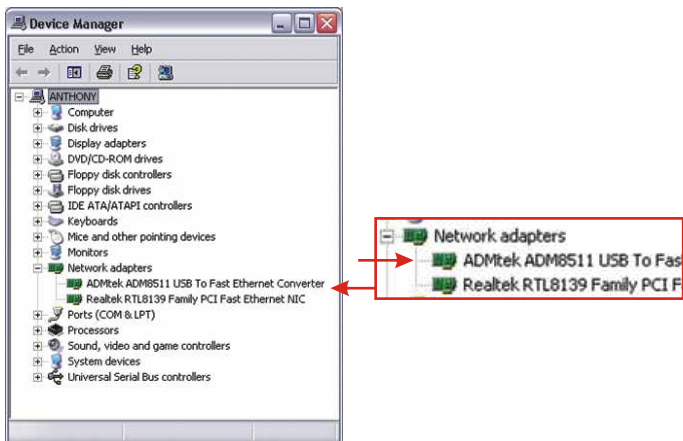 Device Manager
File Action View Help
ANTHONY
Computer
Disk drives
Display adapters
DVD/CD-ROM drives
Floppy disk controllers
Floppy disk drives
IDE ATA/ATAPI controllers
Keyboards
Mice and other pointing devices
Monitors
Network adapters
ADMtek ADM8511 USB To Fast Ethernet Converter
Realtek RTL8139 Family PCI Fast Ethernet NIC
Ports (COM & LPT)
Processors
Sound, video and game controllers
System devices
Universal Serial Bus controllers
Network adapters
ADMtek ADM8511 USB To Fas
Realtek RTL8139 Family PCI F